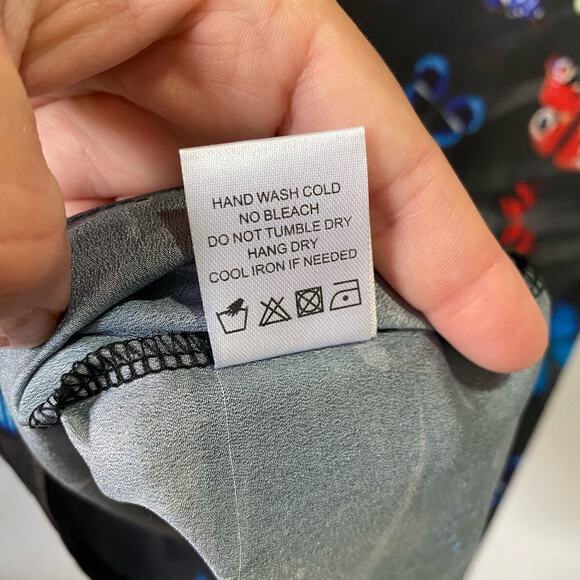 HAND WASH COLD
NO BLEACH
DO NOT TUMBLE DRY
HANG DRY
COOL IRON IF NEEDED